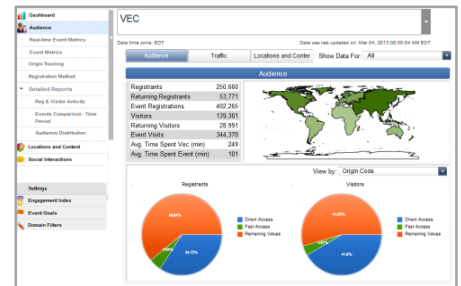 Dashboard
Audience
Real-time Event Metrics
Event Metrics
Origin Tracking
Registration Method
Detailed Reports
Reg & Visitor Activity
Events Comparison - Time
Period
Audience Distribution
Locations and Content
Social Interactions
Settings
Engagement Index
Event Goals
Domain Filters
VEC
Date time zone: EDT
Data was last updated on: Mar 04, 2013 08:00:04 AM EDT
Audience
Traffic
Locations and Conter
Show Data For: All
Audience
Registrants 250,660
Returning Registrants 53,771
Event Registrations 402,265
Visitors 139,361
Returning Visitors 28,991
Event Visits 344,370
Avg. Time Spent Vec (min) 249
Avg. Time Spent Event (min) 101
View by: Origin Code
Registrants
Visitors
Direct Access
Fast Access
Remaining Values
Direct Access
Fast Access
Remaining Values